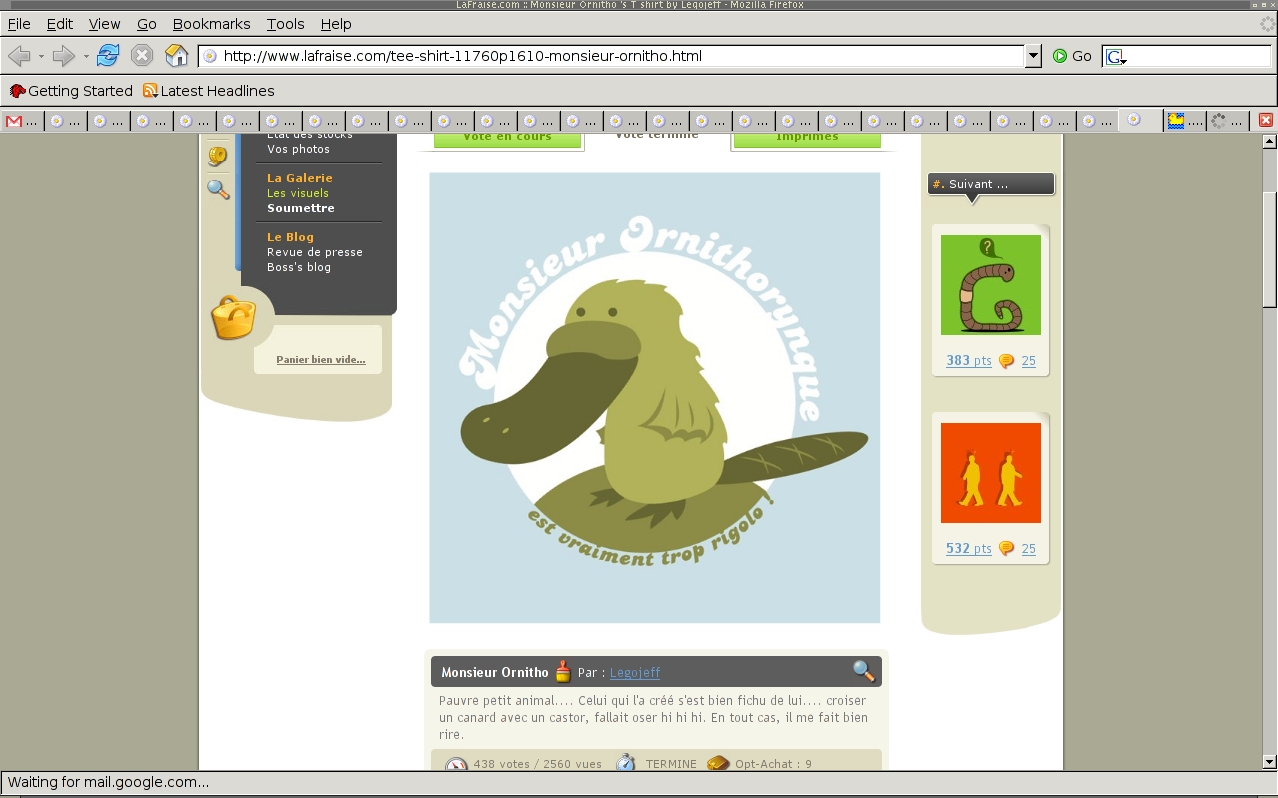 LaFraise.com :: Monsieur Ornitho 's T shirt by Legojeff - Mozilla Firefox
File Edit View Go Bookmarks Tools Help
http://www.lafraise.com/tee-shirt-11760p1610-monsieur-ornitho.html
Go
G
Getting Started Latest Headlines
... ... ... ... ... ... ... ... ... ... ... ... ... ... ... ... ... ... ... ... ... ... ... ... ... ... ... ...
Etat des stocks
Vos photos
La Galerie
Les visuels
Soumettre
Le Blog
Revue de presse
Boss's blog
Panier bien vide...
Vote en cours
Vote terminé
Imprimés
Monsieur Ornithorynque
est vraiment trop rigolo !
#. Suivant ...
?
383 pts 25
532 pts 25
Monsieur Ornitho Par : Legojeff
Pauvre petit animal.... Celui qui l'a créé s'est bien fichu de lui.... croiser
un canard avec un castor, fallait oser hi hi hi. En tout cas, il me fait bien
rire.
438 votes / 2560 vues TERMINE Opt-Achat : 9
Waiting for mail.google.com...